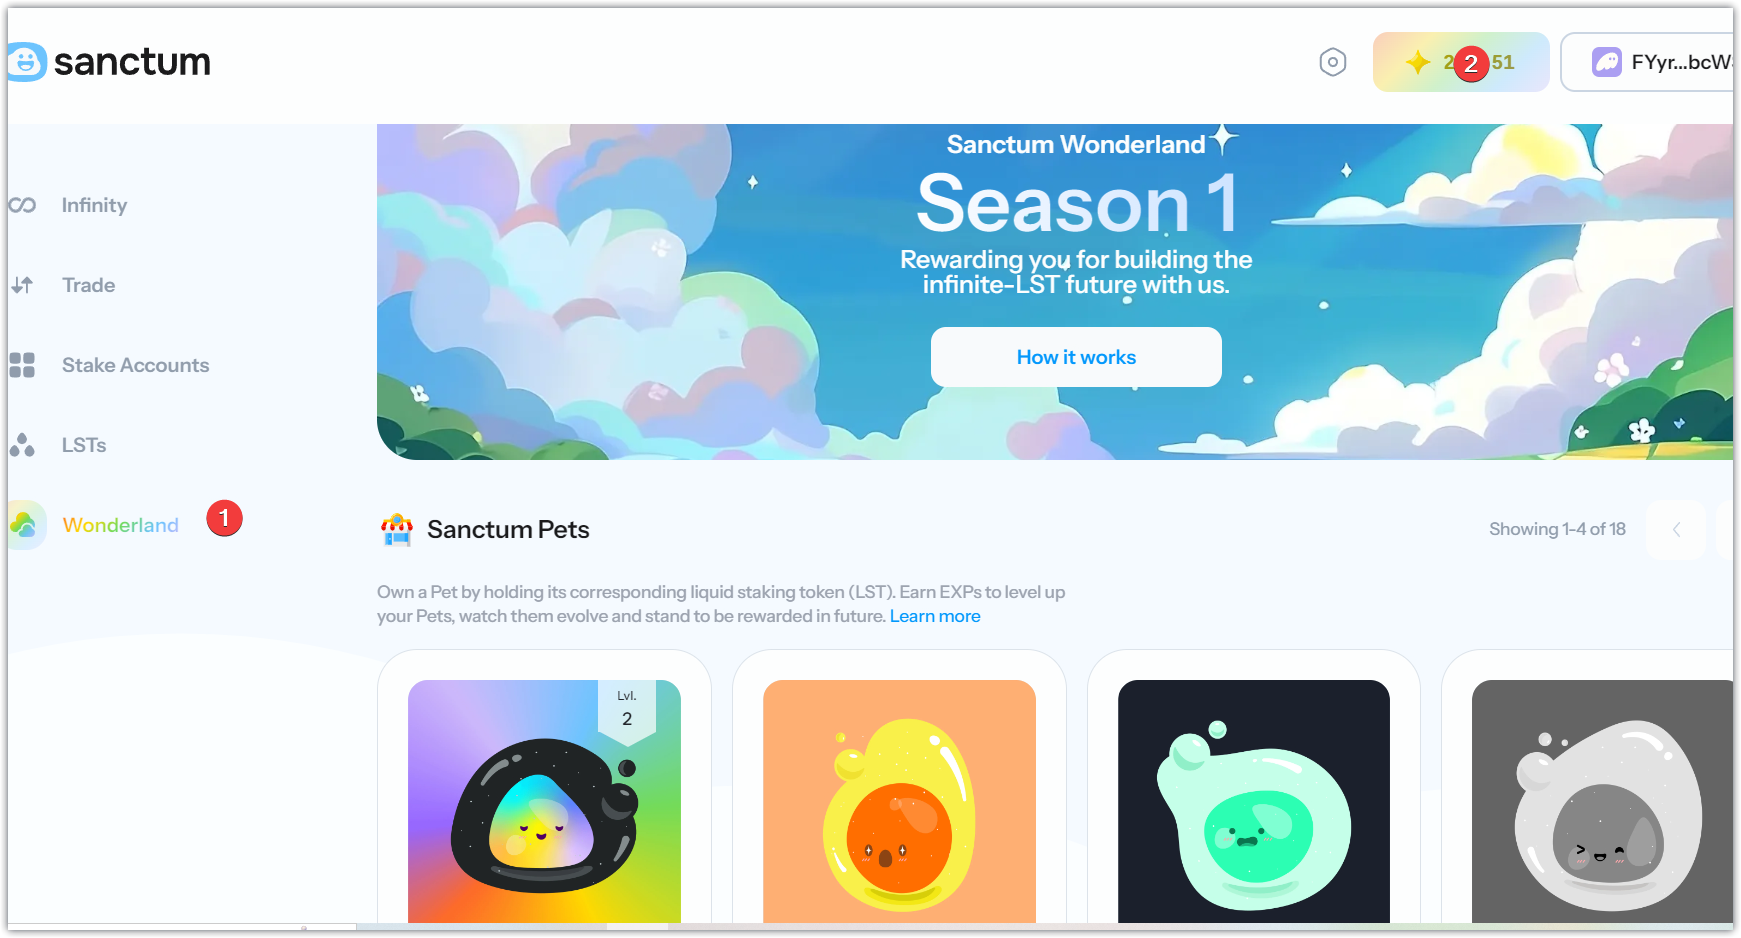 sanctum
2 2 51
FYyr...bcW
Infinity
Trade
Stake Accounts
LSTs
Wonderland 1
Sanctum Wonderland
Season 1
Rewarding you for building the
infinite-LST future with us.
How it works
Sanctum Pets
Showing 1-4 of 18
Own a Pet by holding its corresponding liquid staking token (LST). Earn EXPs to level up
your Pets, watch them evolve and stand to be rewarded in future. Learn more
Lvl.
2